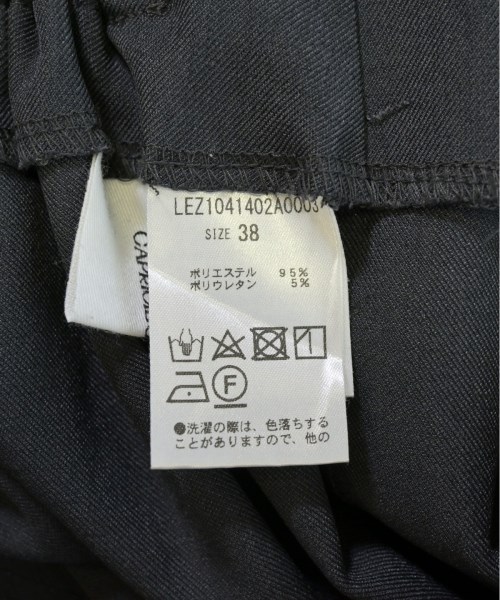 LEZ1041402A0003
SIZE 38
ポリエステル 95%
ポリウレタン 5%
F
●洗濯の際は、色落ちする
ことがありますので、他の